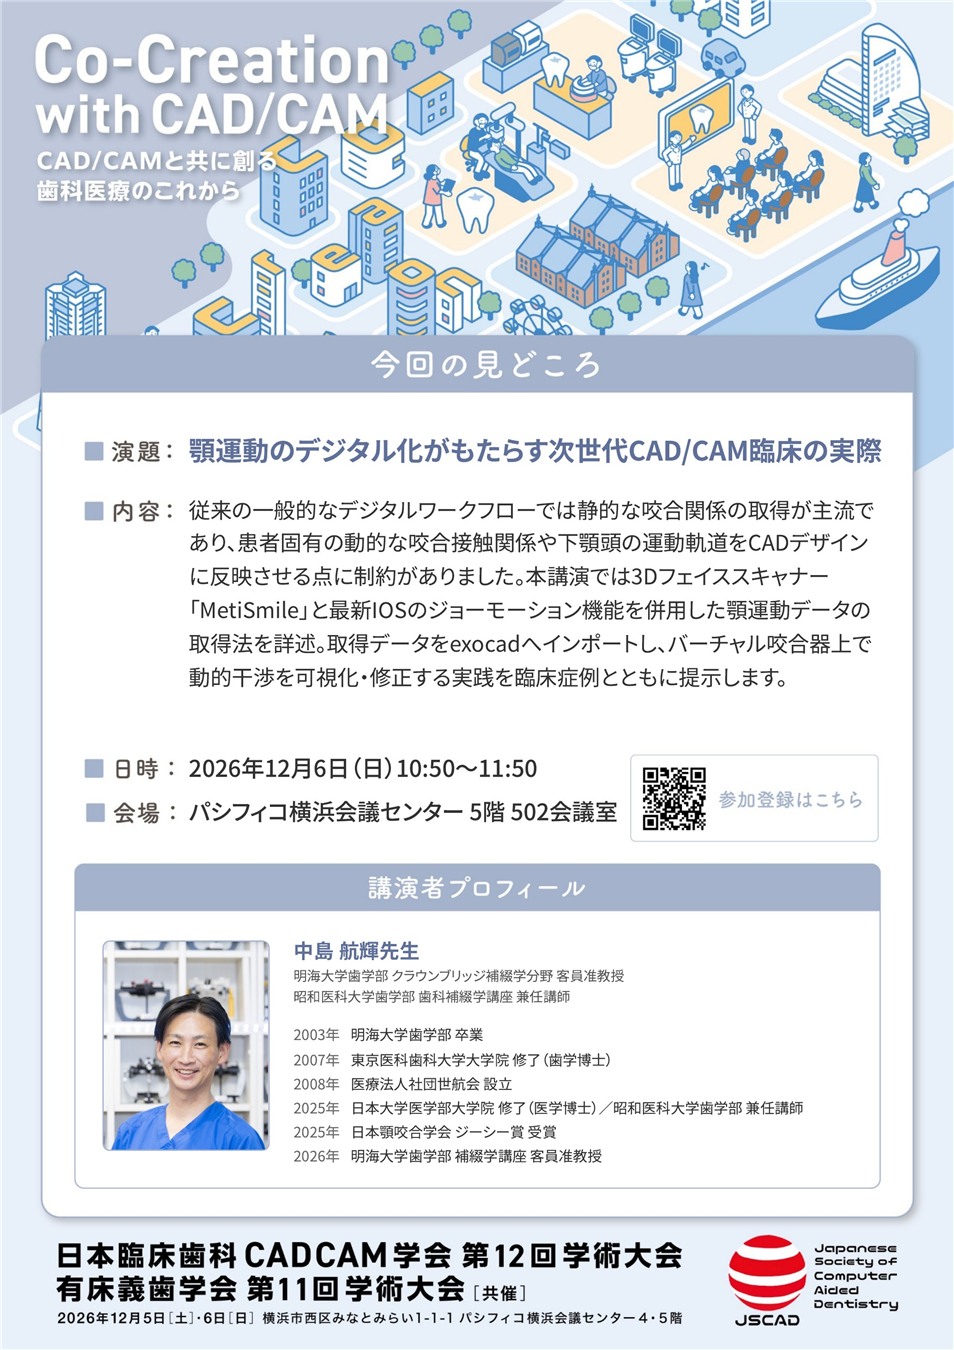 Co-Creation
with CAD/CAM
CAD/CAMと共に創る
歯科医療のこれから
今回の見どころ
演題： 顎運動のデジタル化がもたらす次世代CAD/CAM臨床の実際
内容： 従来の一般的なデジタルワークフローでは静的な咬合関係の取得が主流で
あり、患者固有の動的な咬合接触関係や下顎頭の運動軌道をCADデザイン
に反映させる点に制約がありました。本講演では3Dフェイススキャナー
「MetiSmile」と最新IOSのジョーモーション機能を併用した顎運動データの
取得法を詳述。取得データをexocadへインポートし、バーチャル咬合器上で
動的干渉を可視化・修正する実践を臨床症例とともに提示します。
日時： 2026年12月6日（日）10:50～11:50
会場： パシフィコ横浜会議センター 5階 502会議室
参加登録はこちら
講演者プロフィール
中島 航輝先生
明海大学歯学部 クラウンブリッジ補綴学分野 客員准教授
昭和医科大学歯学部 歯科補綴学講座 兼任講師
2003年 明海大学歯学部 卒業
2007年 東京医科歯科大学大学院 修了（歯学博士）
2008年 医療法人社団世航会 設立
2025年 日本大学医学部大学院 修了（医学博士）／昭和医科大学歯学部 兼任講師
2025年 日本顎咬合学会 ジーシー賞 受賞
2026年 明海大学歯学部 補綴学講座 客員准教授
日本臨床歯科CADCAM学会 第12回学術大会
有床義歯学会 第11回学術大会［共催］
2026年12月5日［土］・6日［日］ 横浜市西区みなとみらい1-1-1 パシフィコ横浜会議センター4・5階
JSCAD
Japanese
Society of
Computer
Aided
Dentistry